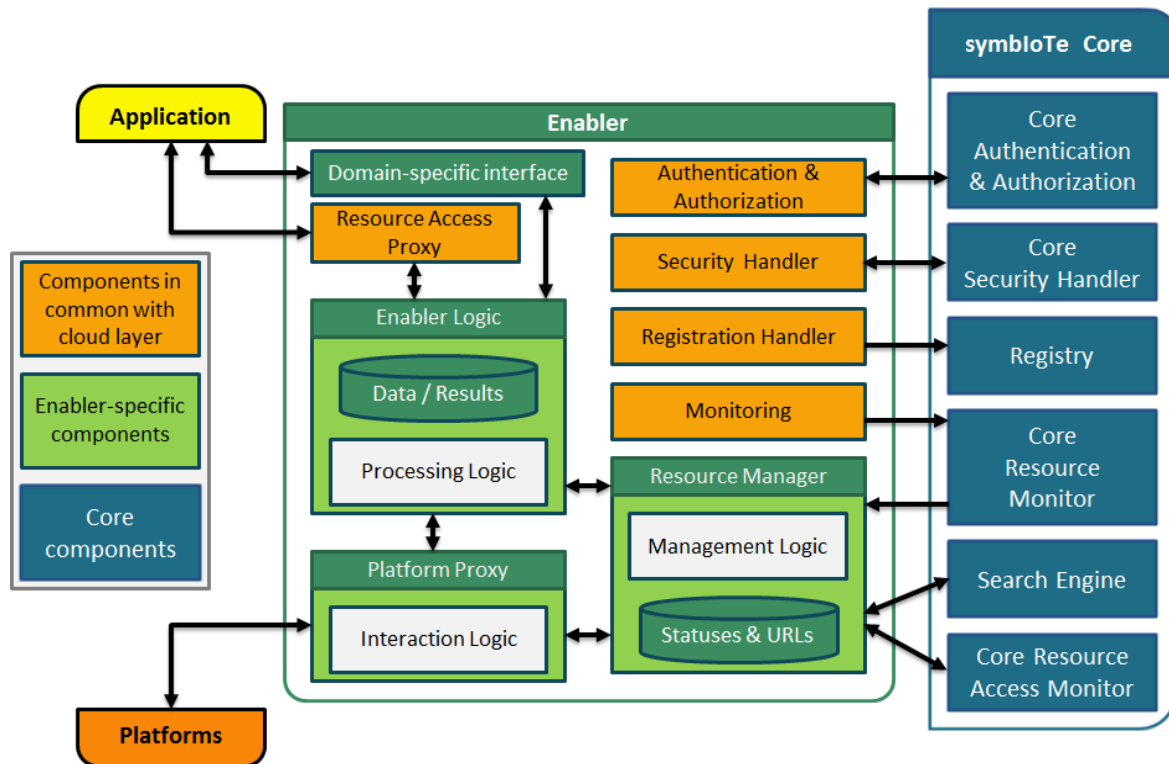 symbIoTe Core
Application
Enabler
Core
Authentication
& Authorization
Domain-specific interface
Authentication &
Authorization
Resource Access
Proxy
Security Handler
Core
Security Handler
Components in
common with
cloud layer
Enabler Logic
Registration Handler
Registry
Data / Results
Enabler-specific
components
Monitoring
Core
Resource
Monitor
Processing Logic
Resource Manager
Core
components
Management Logic
Platform Proxy
Search Engine
Interaction Logic
Statuses & URLs
Core Resource
Access Monitor
Platforms